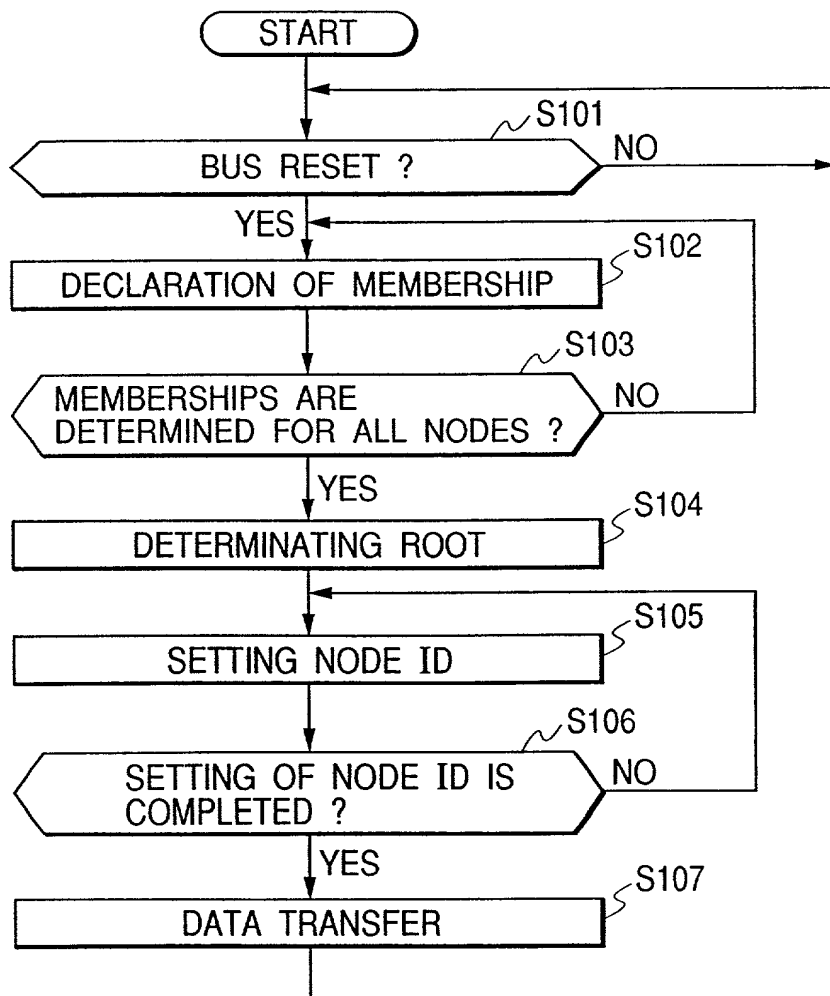 START
S101
BUS RESET ?
NO
YES
S102
DECLARATION OF MEMBERSHIP
S103
MEMBERSHIPS ARE
DETERMINED FOR ALL NODES ?
NO
YES
S104
DETERMINATING ROOT
S105
SETTING NODE ID
S106
SETTING OF NODE ID IS
COMPLETED ?
NO
YES
S107
DATA TRANSFER